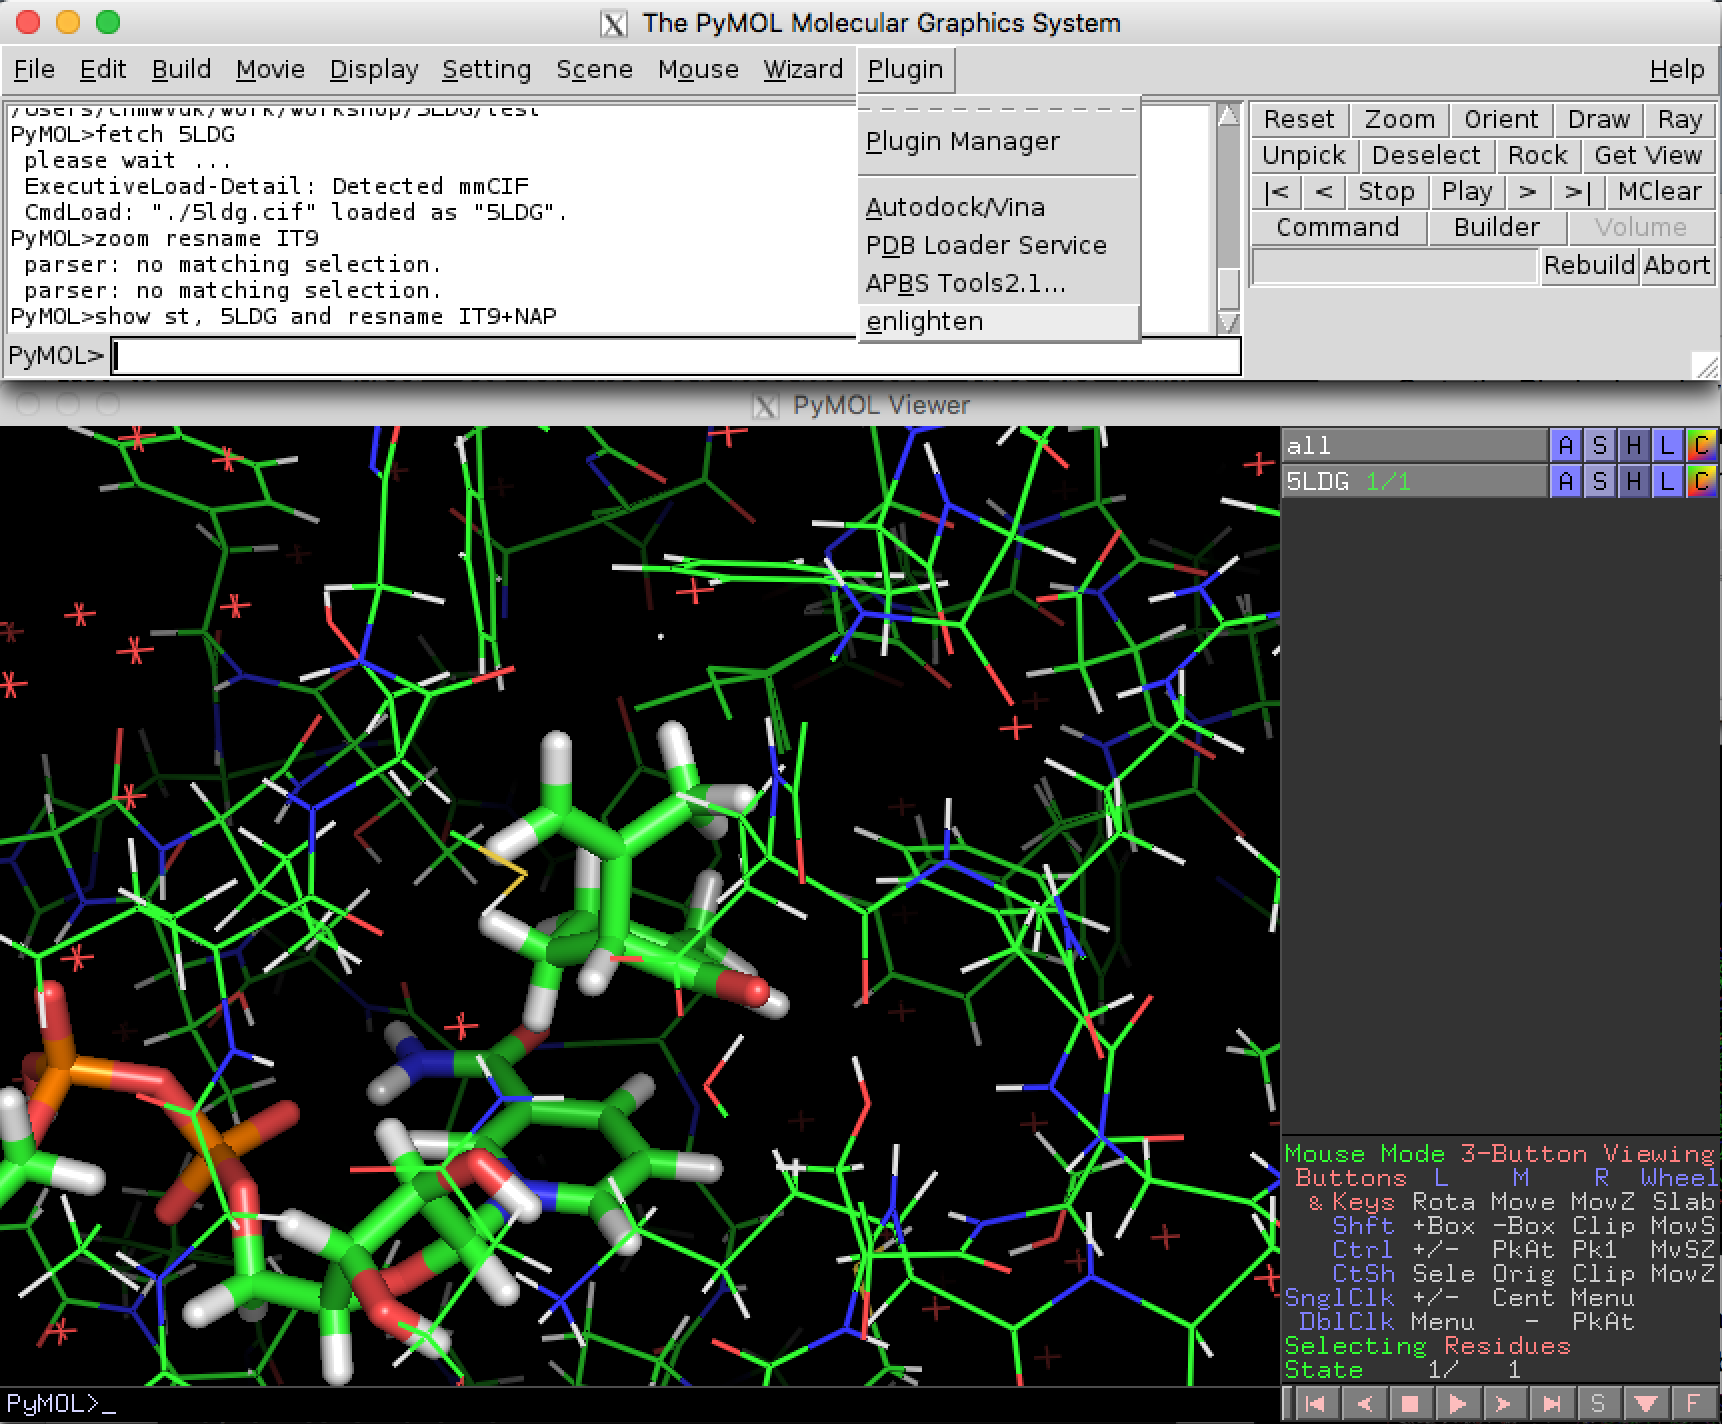 The PyMOL Molecular Graphics System
File Edit Build Movie Display Setting Scene Mouse Wizard Plugin Help
PyMOL>fetch 5LDG
please wait ...
ExecutiveLoad-Detail: Detected mmCIF
CmdLoad: "./5ldg.cif" loaded as "5LDG".
PyMOL>zoom resname IT9
parser: no matching selection.
parser: no matching selection.
PyMOL>show st, 5LDG and resname IT9+NAP
PyMOL>
Plugin Manager
Autodock/Vina
PDB Loader Service
APBS Tools2.1...
enlighten
Reset Zoom Orient Draw Ray
Unpick Deselect Rock Get View
|< < Stop Play > >| MClear
Command Builder Volume
Rebuild Abort
PyMOL Viewer
all A S H L C
5LDG 1/1 A S H L C
Mouse Mode 3-Button Viewing
Buttons L M R Wheel
& Keys Rota Move MovZ Slab
Shft +Box -Box Clip MovS
Ctrl +/- PkAt Pk1 MvSZ
CtSh Sele Orig Clip MovZ
SnglClk +/- Cent Menu
DblClk Menu - PkAt
Selecting Residues
State 1/ 1
PyMOL>_
S F